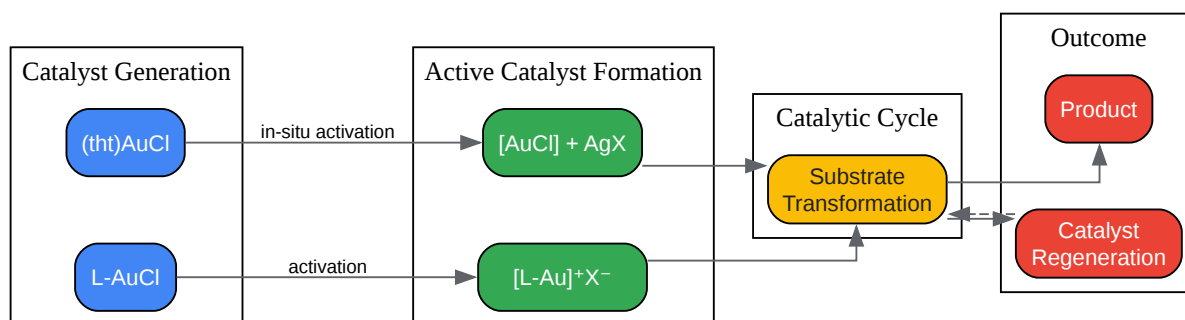 Catalyst Generation
(tht)AuCl
L-AuCl
in-situ activation
activation
Active Catalyst Formation
[AuCl] + AgX
[L-Au]⁺X⁻
Catalytic Cycle
Substrate
Transformation
Outcome
Product
Catalyst
Regeneration